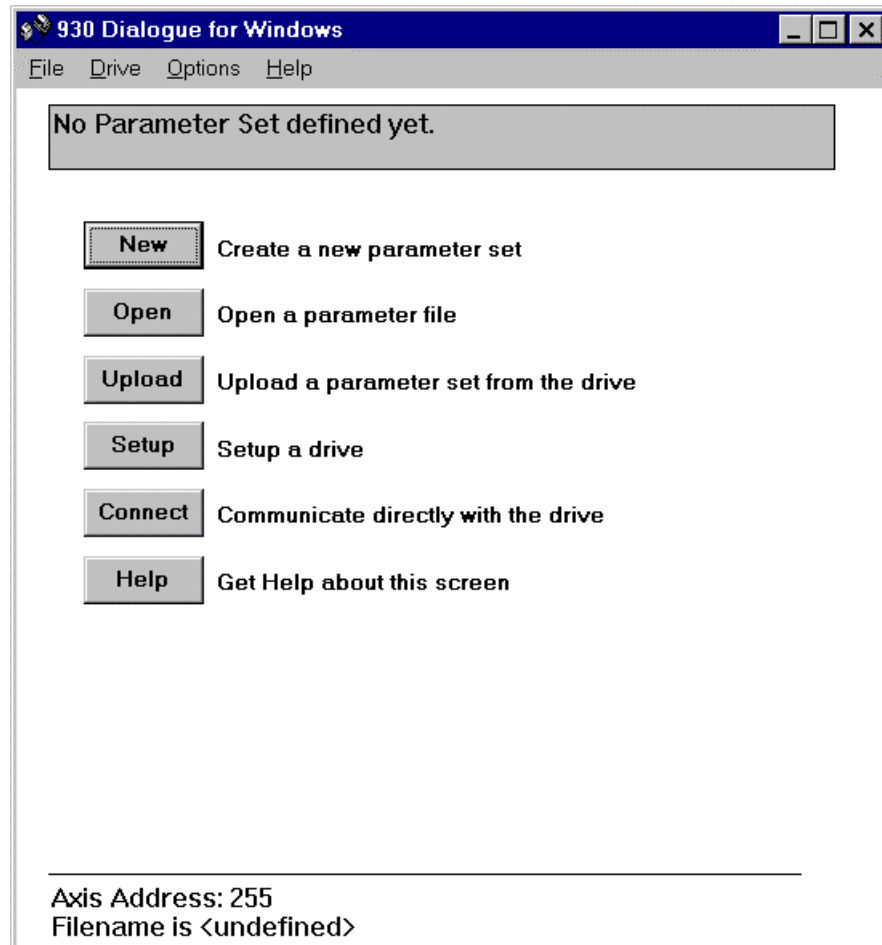 930 Dialogue for Windows
File Drive Options Help
No Parameter Set defined yet.
New Create a new parameter set
Open Open a parameter file
Upload Upload a parameter set from the drive
Setup Setup a drive
Connect Communicate directly with the drive
Help Get Help about this screen
Axis Address: 255
Filename is <undefined>